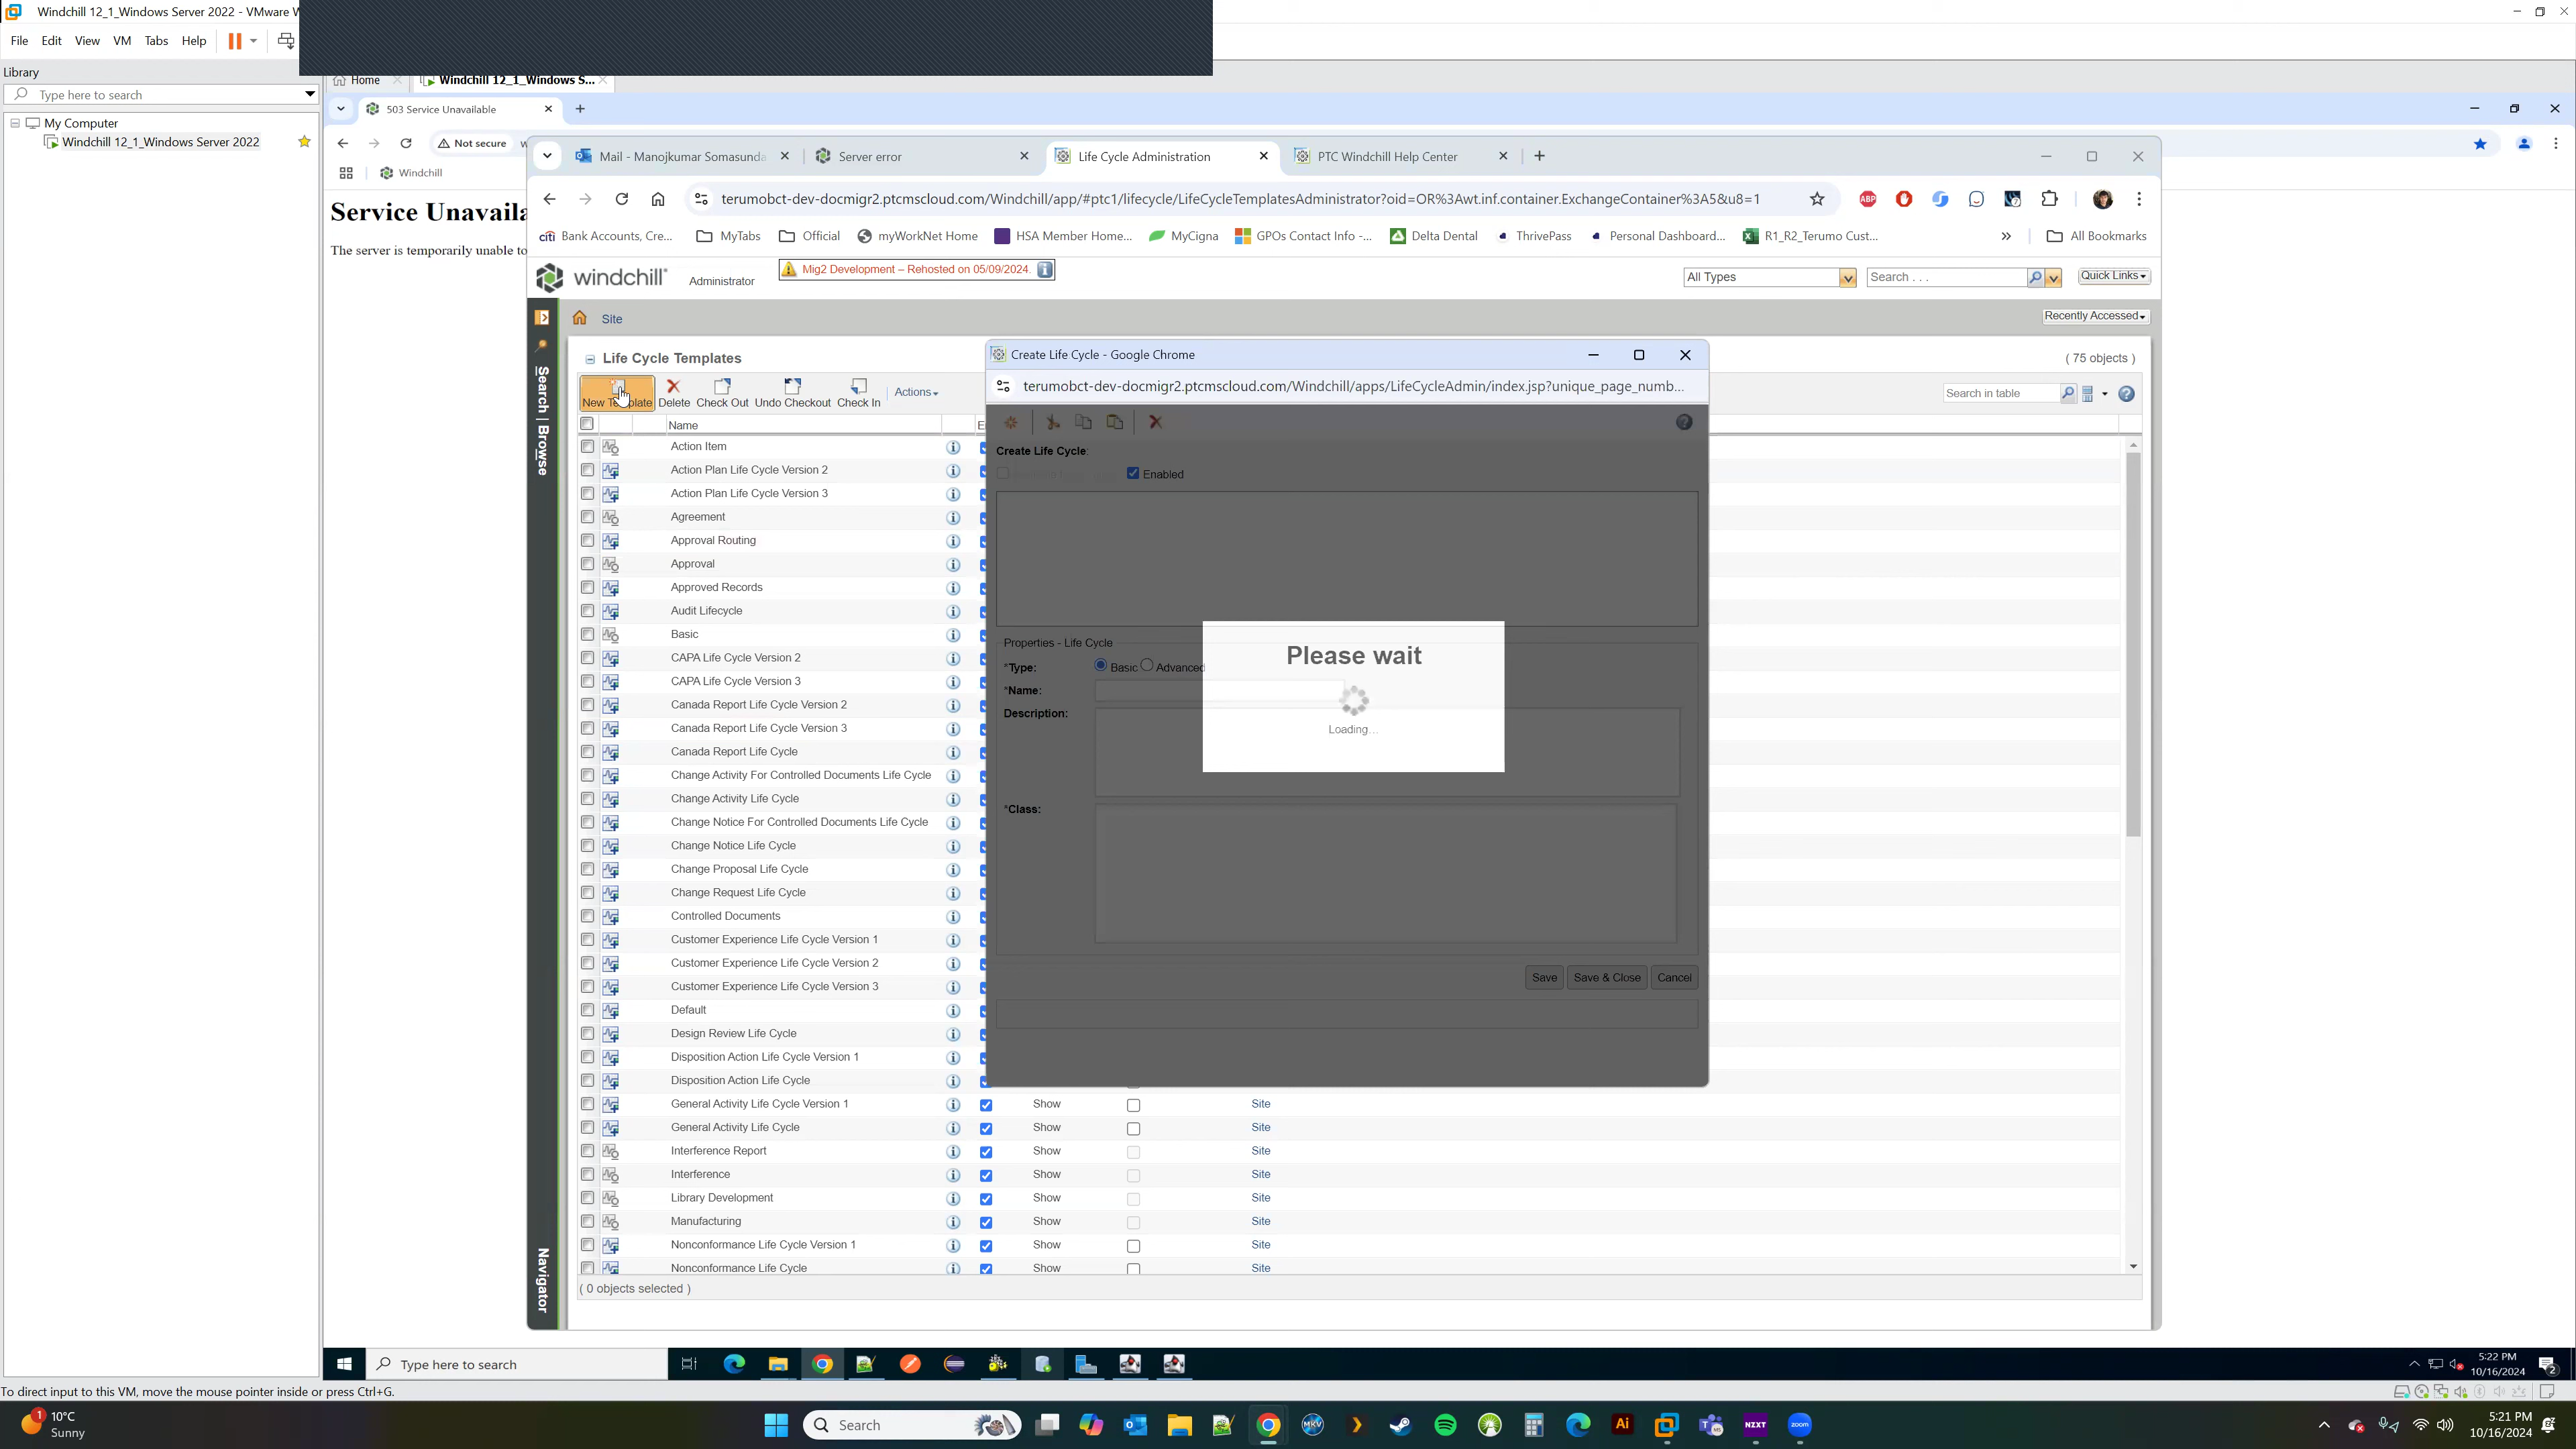 Windchill 12_1_Windows Server 2022 - VMware W
File Edit View VM Tabs Help
Library
Type here to search
My Computer
Windchill 12_1_Windows Server 2022
Home
Windchill 12_1_Windows S...
503 Service Unavailable
Not secure
Windchill
Service Unavaila
The server is temporarily unable to
Mail - Manojkumar Somasunda
Server error
Life Cycle Administration
PTC Windchill Help Center
terumobct-dev-docmigr2.ptcmscloud.com/Windchill/app/#ptc1/lifecycle/LifeCycleTemplatesAdministrator?oid=OR%3Awt.inf.container.ExchangeContainer%3A5&u8=1
ABP
citi Bank Accounts, Cre...
MyTabs
Official
myWorkNet Home
HSA Member Home...
MyCigna
GPOs Contact Info -...
Delta Dental
ThrivePass
Personal Dashboard...
R1_R2_Terumo Cust...
All Bookmarks
windchill
Administrator
Mig2 Development – Rehosted on 05/09/2024.
All Types
Search . . .
Quick Links
Site
Recently Accessed
Search | Browse
Navigator
Life Cycle Templates
( 75 objects )
New Template Delete Check Out Undo Checkout Check In Actions
Search in table
Name
Action Item
Action Plan Life Cycle Version 2
Action Plan Life Cycle Version 3
Agreement
Approval Routing
Approval
Approved Records
Audit Lifecycle
Basic
CAPA Life Cycle Version 2
CAPA Life Cycle Version 3
Canada Report Life Cycle Version 2
Canada Report Life Cycle Version 3
Canada Report Life Cycle
Change Activity For Controlled Documents Life Cycle
Change Activity Life Cycle
Change Notice For Controlled Documents Life Cycle
Change Notice Life Cycle
Change Proposal Life Cycle
Change Request Life Cycle
Controlled Documents
Customer Experience Life Cycle Version 1
Customer Experience Life Cycle Version 2
Customer Experience Life Cycle Version 3
Default
Design Review Life Cycle
Disposition Action Life Cycle Version 1
Disposition Action Life Cycle
General Activity Life Cycle Version 1 Show Site
General Activity Life Cycle Show Site
Interference Report Show Site
Interference Show Site
Library Development Show Site
Manufacturing Show Site
Nonconformance Life Cycle Version 1 Show Site
Nonconformance Life Cycle Show Site
( 0 objects selected )
Create Life Cycle - Google Chrome
terumobct-dev-docmigr2.ptcmscloud.com/Windchill/apps/LifeCycleAdmin/index.jsp?unique_page_numb...
Create Life Cycle:
Enabled
Properties - Life Cycle
*Type: Basic Advanced
*Name:
Description:
*Class:
Please wait
Loading...
Save Save & Close Cancel
Type here to search
5:22 PM
10/16/2024
2
To direct input to this VM, move the mouse pointer inside or press Ctrl+G.
1
10°C
Sunny
Search
MKV
Ai
NZXT
zoom
5:21 PM
10/16/2024